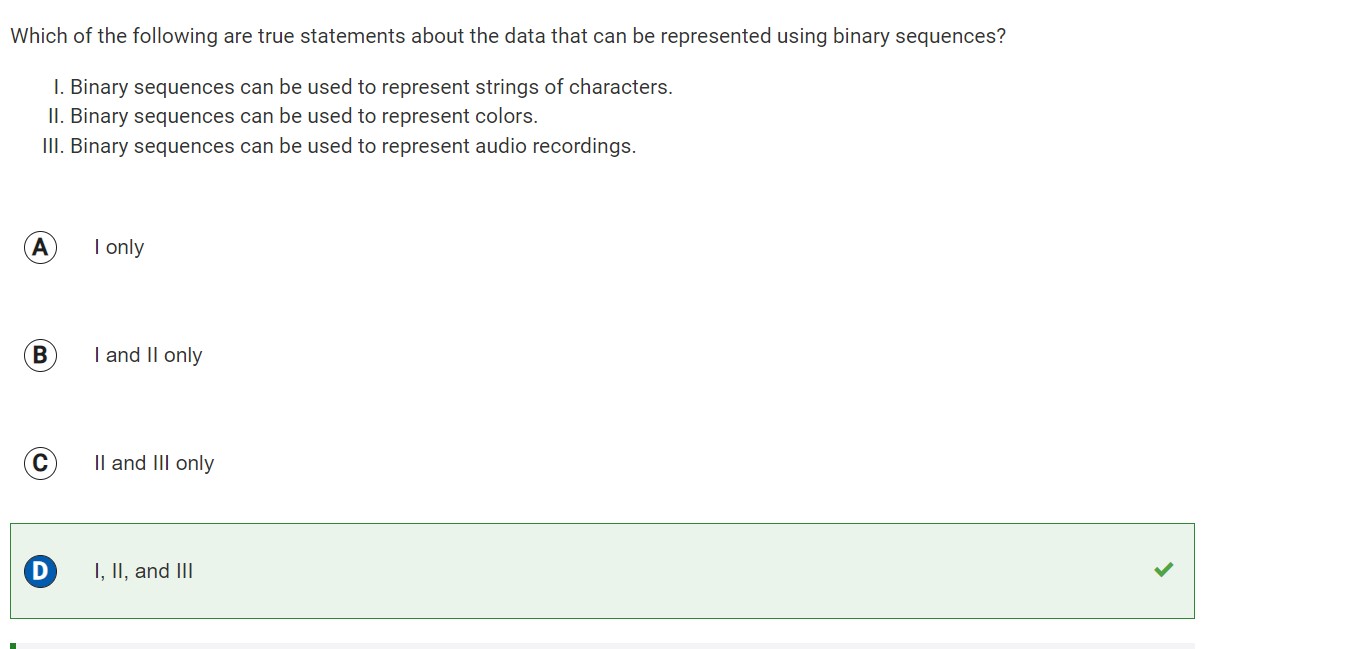 Which of the following are true statements about the data that can be represented using binary sequences?
I. Binary sequences can be used to represent strings of characters.
II. Binary sequences can be used to represent colors.
III. Binary sequences can be used to represent audio recordings.
A I only
B I and II only
C II and III only
D I, II, and III